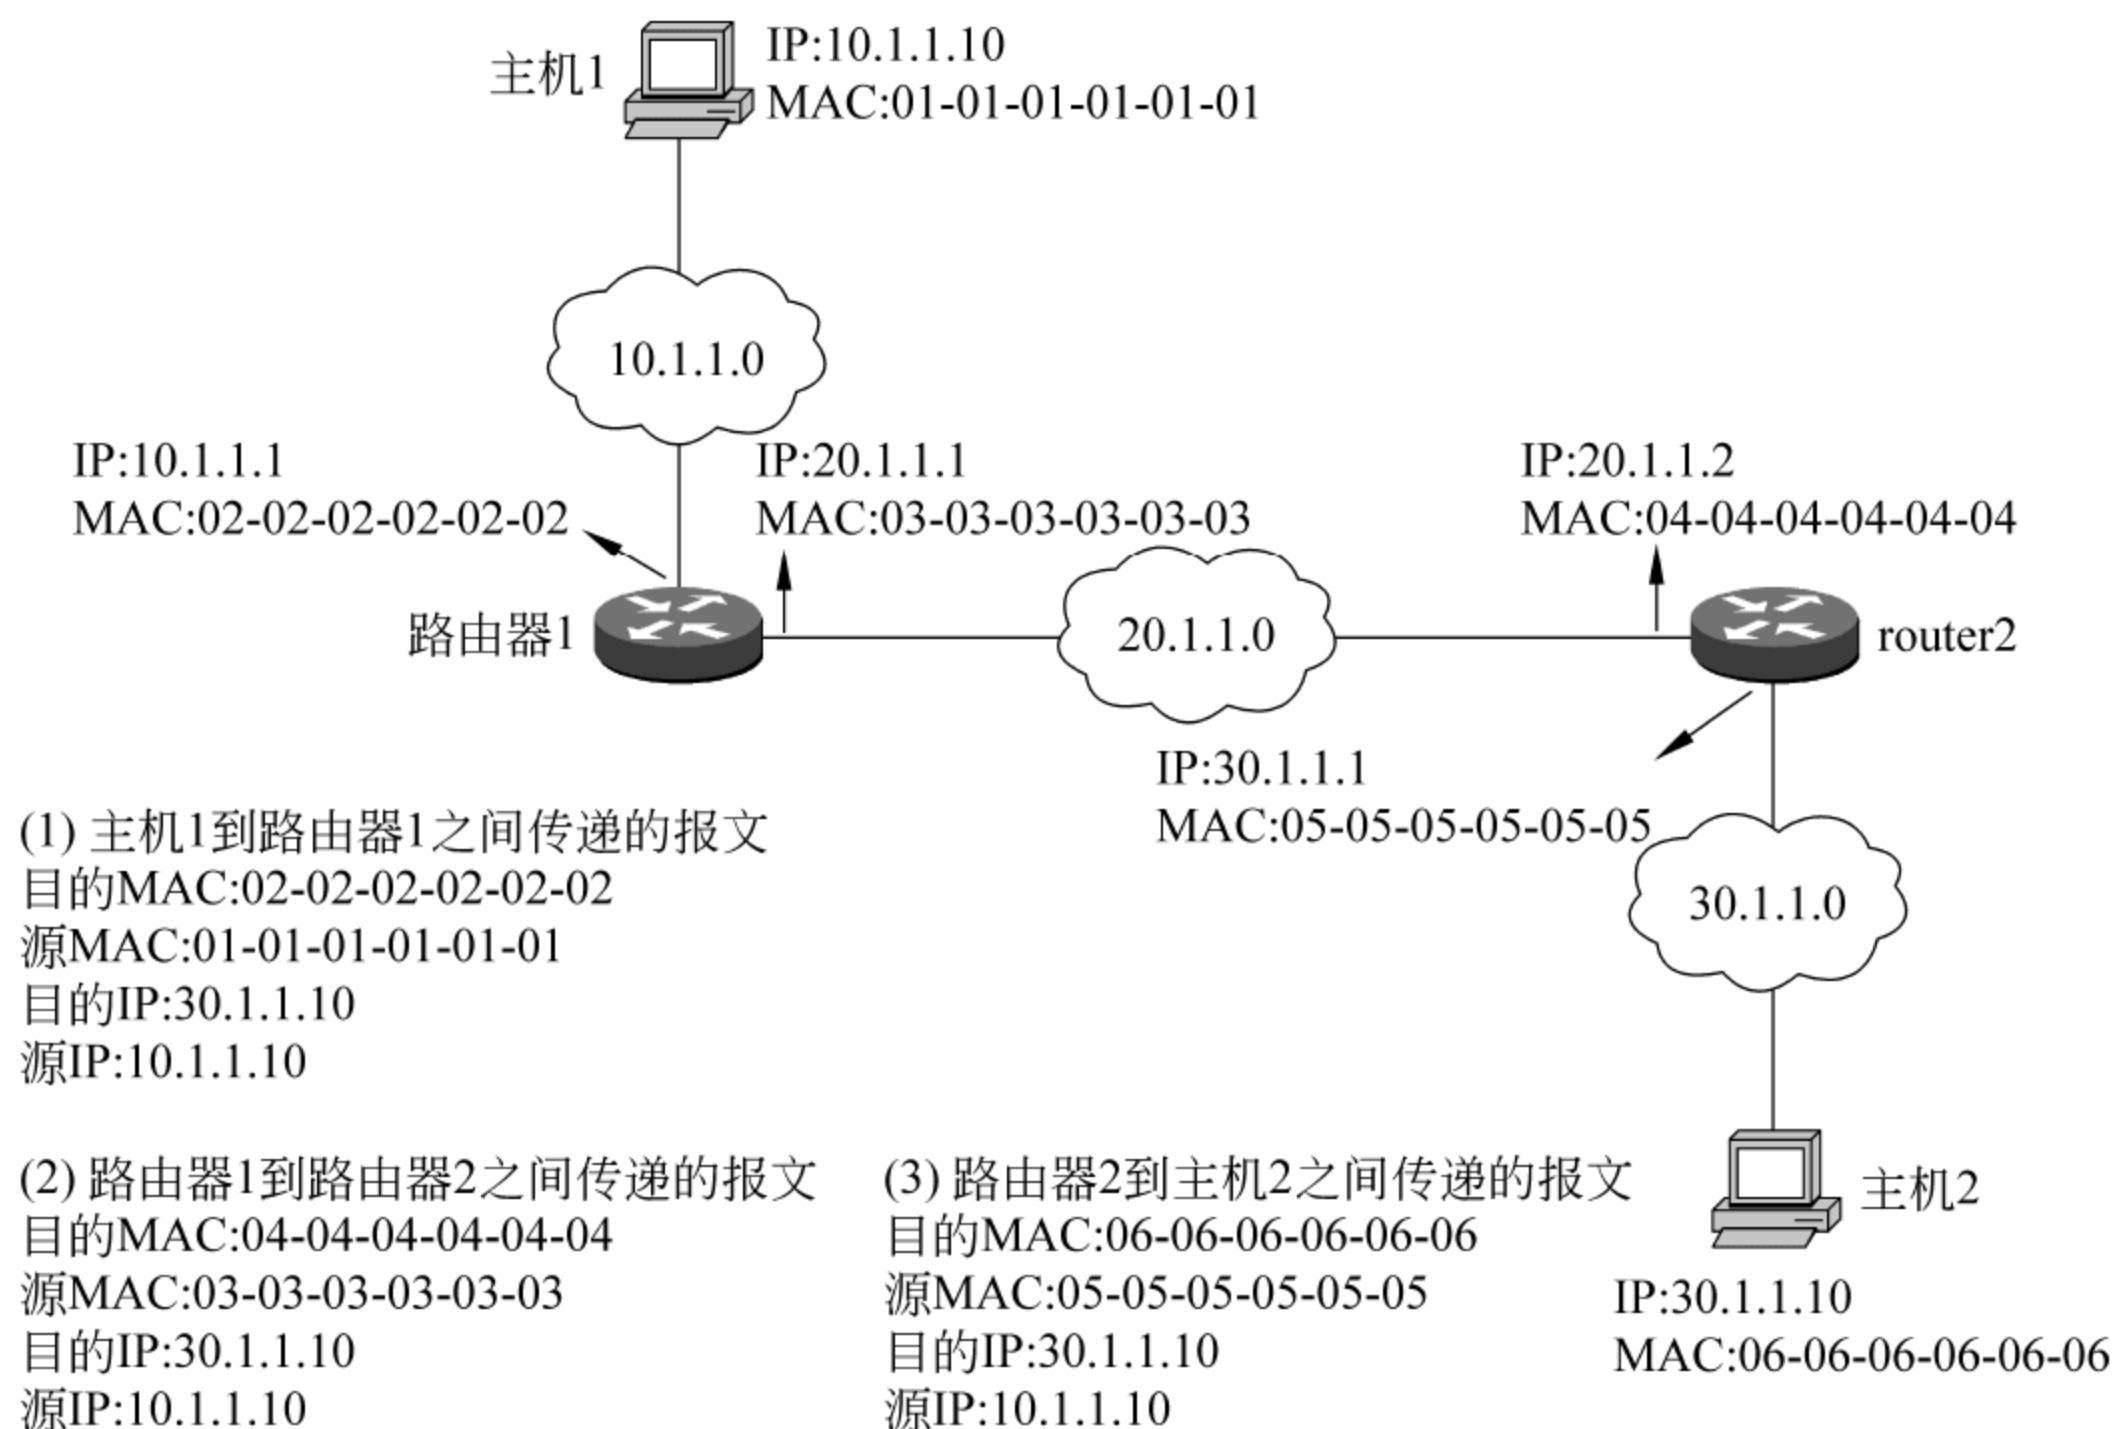 主机1
IP:10.1.1.10
MAC:01-01-01-01-01-01
10.1.1.0
IP:10.1.1.1
MAC:02-02-02-02-02-02
IP:20.1.1.1
MAC:03-03-03-03-03-03
IP:20.1.1.2
MAC:04-04-04-04-04-04
路由器1
20.1.1.0
router2
IP:30.1.1.1
MAC:05-05-05-05-05-05
30.1.1.0
(1) 主机1到路由器1之间传递的报文
目的MAC:02-02-02-02-02-02
源MAC:01-01-01-01-01-01
目的IP:30.1.1.10
源IP:10.1.1.10
(2) 路由器1到路由器2之间传递的报文
目的MAC:04-04-04-04-04-04
源MAC:03-03-03-03-03-03
目的IP:30.1.1.10
源IP:10.1.1.10
(3) 路由器2到主机2之间传递的报文
目的MAC:06-06-06-06-06-06
源MAC:05-05-05-05-05-05
目的IP:30.1.1.10
源IP:10.1.1.10
主机2
IP:30.1.1.10
MAC:06-06-06-06-06-06